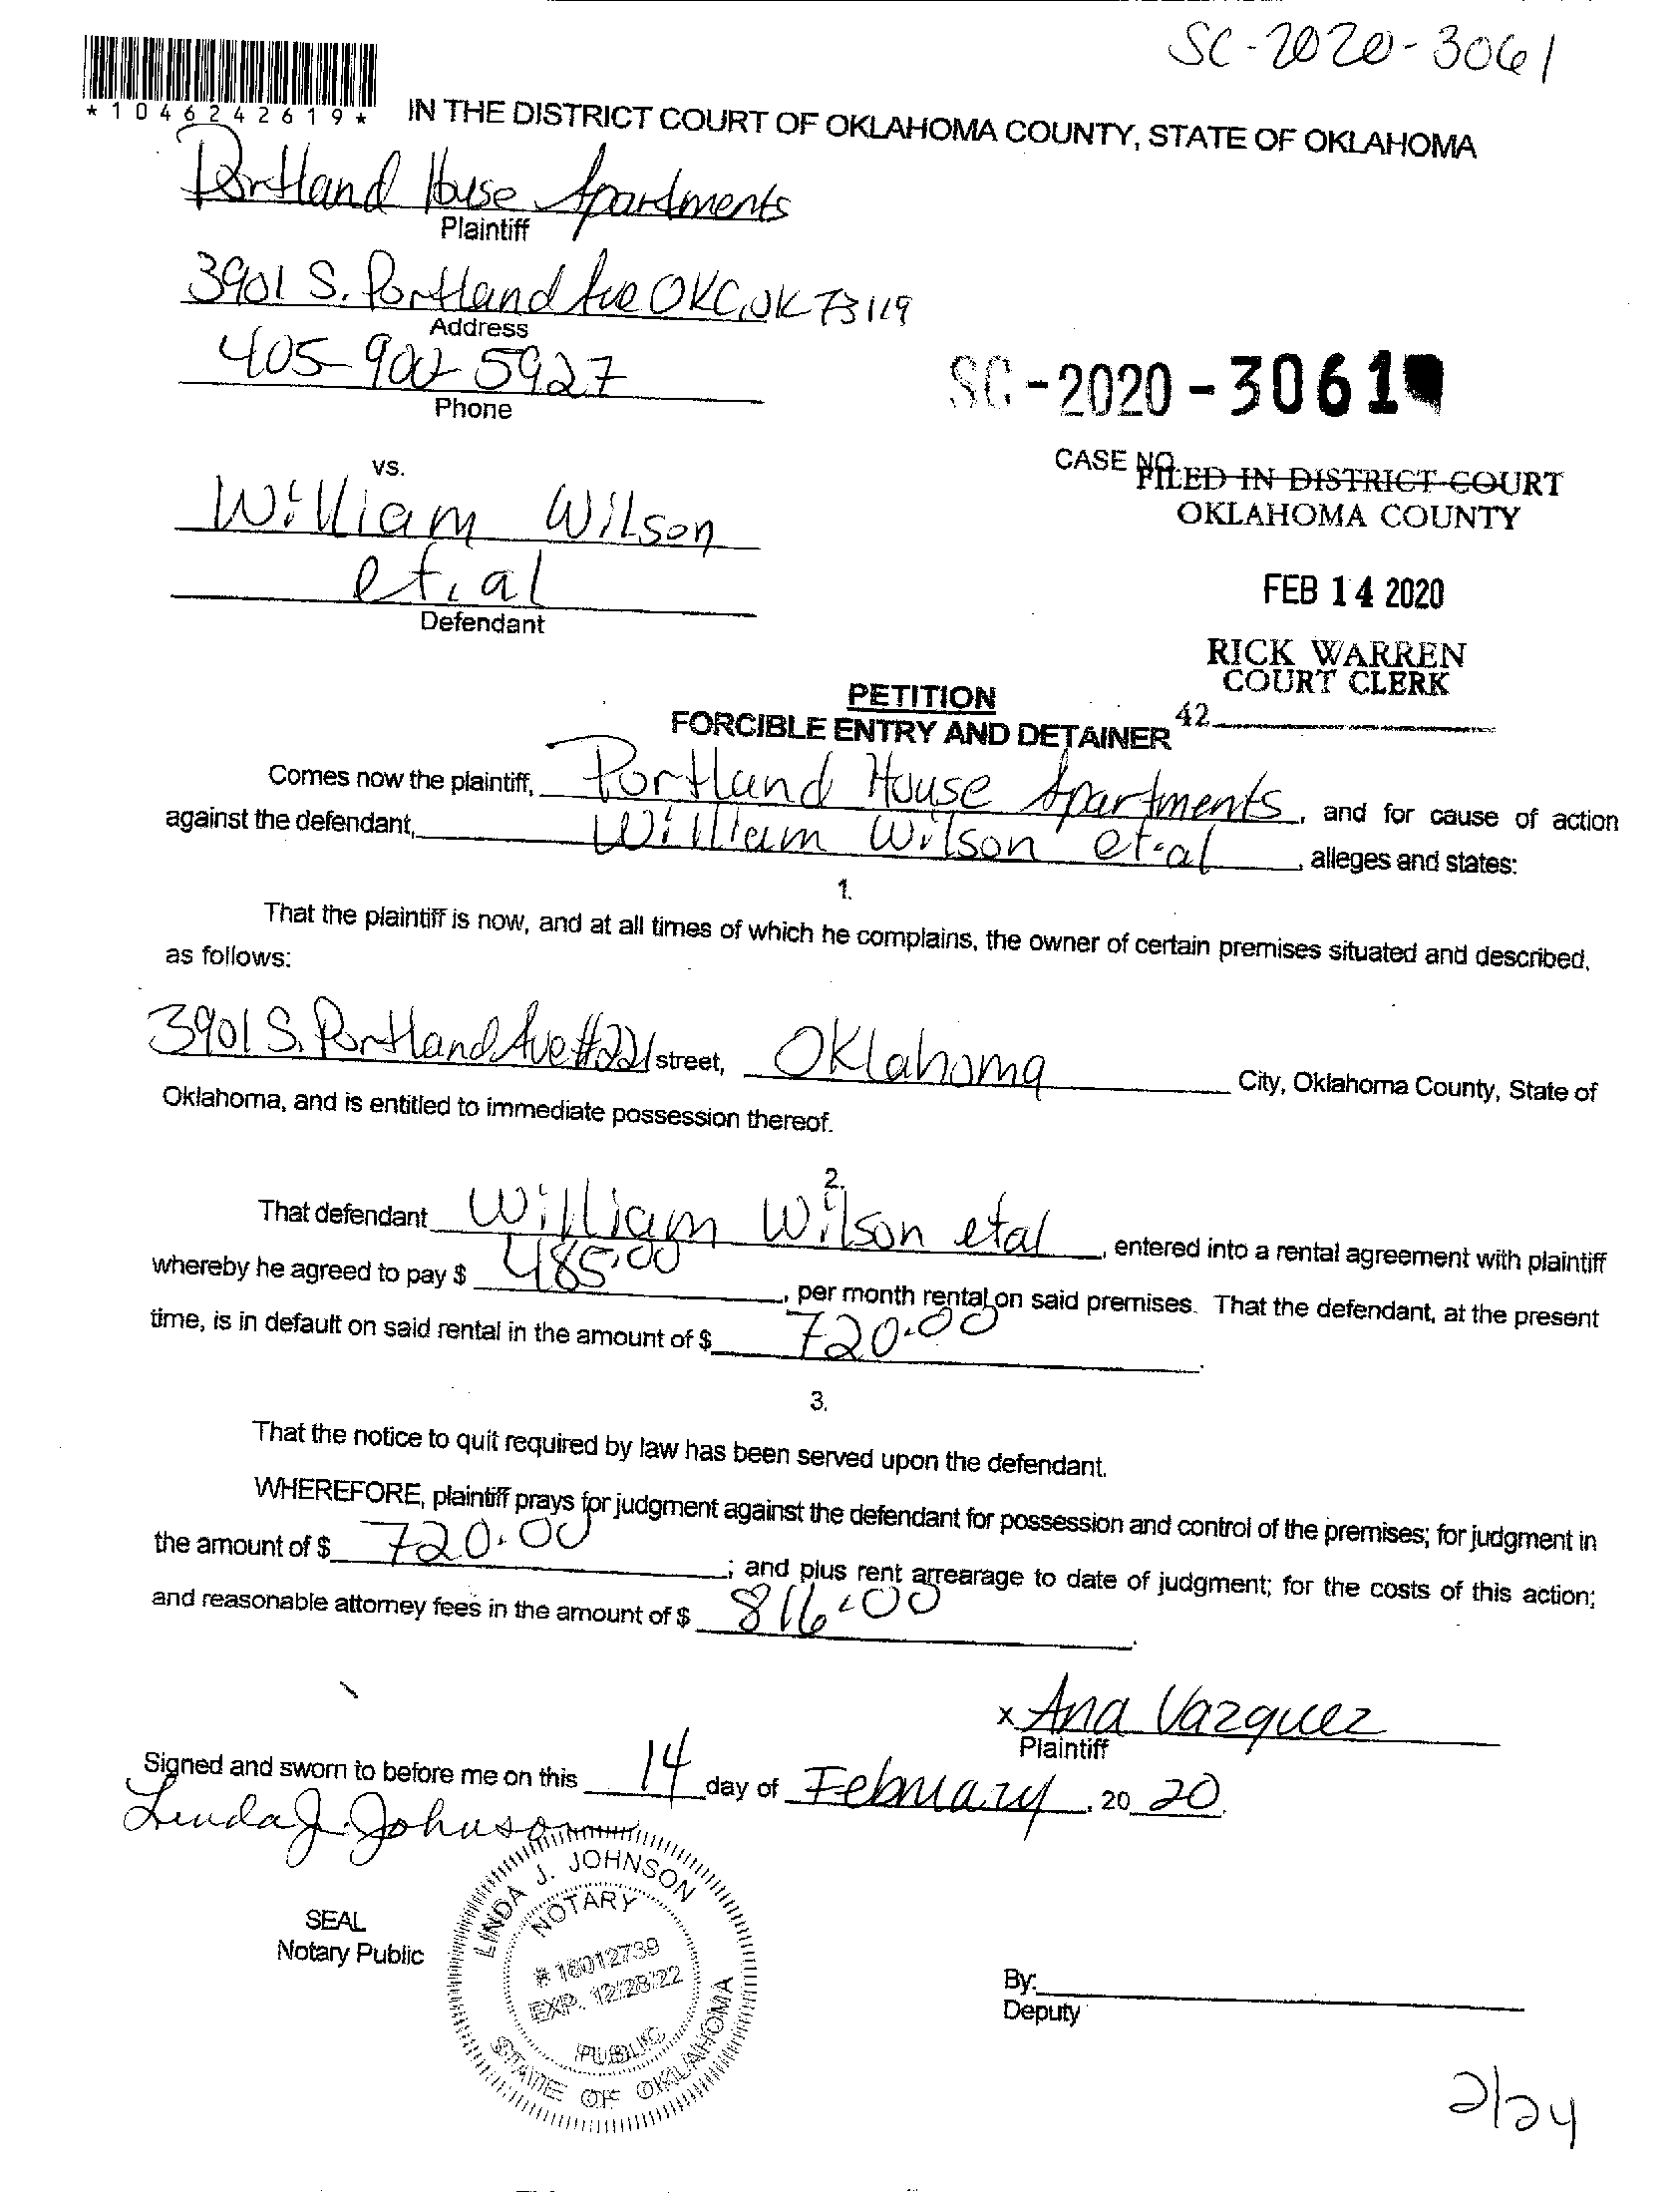 SC-2020-3061
*1046242619*
IN THE DISTRICT COURT OF OKLAHOMA COUNTY, STATE OF OKLAHOMA
Portland House Apartments
Plaintiff
3901 S. Portland Ave OKC, OK 73119
Address
405-900-5927
Phone
SC-2020-3061
vs.
CASE NO.
FILED IN DISTRICT COURT
OKLAHOMA COUNTY
William Wilson
et. al
Defendant
FEB 14 2020
RICK WARREN
COURT CLERK
42
PETITION
FORCIBLE ENTRY AND DETAINER
Comes now the plaintiff, Portland House Apartments, and for cause of action
against the defendant, William Wilson et-al, alleges and states:
1.
That the plaintiff is now, and at all times of which he complains, the owner of certain premises situated and described,
as follows:
3901 S. Portland Ave #221 street, Oklahoma City, Oklahoma County, State of
Oklahoma, and is entitled to immediate possession thereof.
2.
That defendant William Wilson etal, entered into a rental agreement with plaintiff
whereby he agreed to pay $ 485.00, per month rental on said premises. That the defendant, at the present
time, is in default on said rental in the amount of $ 720.00.
3.
That the notice to quit required by law has been served upon the defendant.
WHEREFORE, plaintiff prays for judgment against the defendant for possession and control of the premises; for judgment in
the amount of $ 720.00; and plus rent arrearage to date of judgment; for the costs of this action;
and reasonable attorney fees in the amount of $ 816.00.
x Ana Vazquez
Plaintiff
Signed and sworn to before me on this 14 day of February, 20 20.
Linda J. Johnson
SEAL
Notary Public
LINDA J. JOHNSON
NOTARY
# 18012739
EXP. 12/28/22
PUBLIC
STATE OF OKLAHOMA
By:
Deputy
2/24